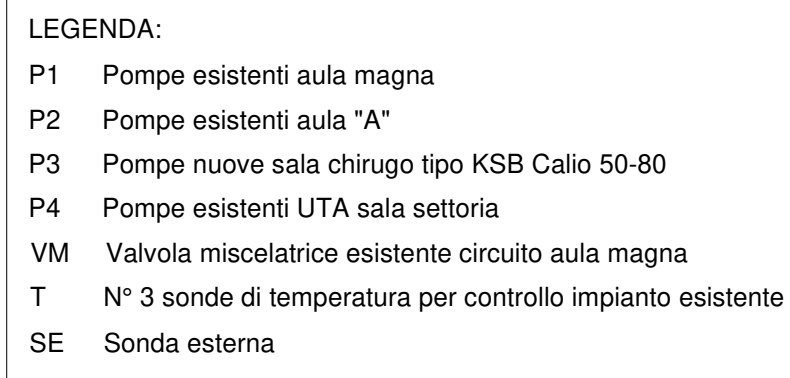 LEGENDA:
P1 Pompe esistenti aula magna
P2 Pompe esistenti aula "A"
P3 Pompe nuove sala chirugo tipo KSB Calio 50-80
P4 Pompe esistenti UTA sala settoria
VM Valvola miscelatrice esistente circuito aula magna
T N° 3 sonde di temperatura per controllo impianto esistente
SE Sonda esterna